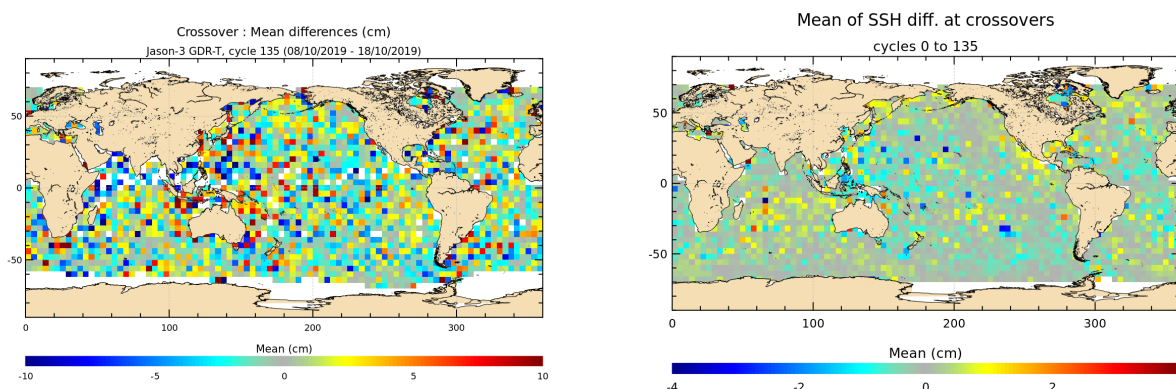 Crossover : Mean differences (cm)
Jason-3 GDR-T, cycle 135 (08/10/2019 - 18/10/2019)
50
0
-50
0 100 200 300
Mean (cm)
-10 -5 0 5 10
Mean of SSH diff. at crossovers
cycles 0 to 135
50
0
-50
0 100 200 300
Mean (cm)
-4 -2 0 2